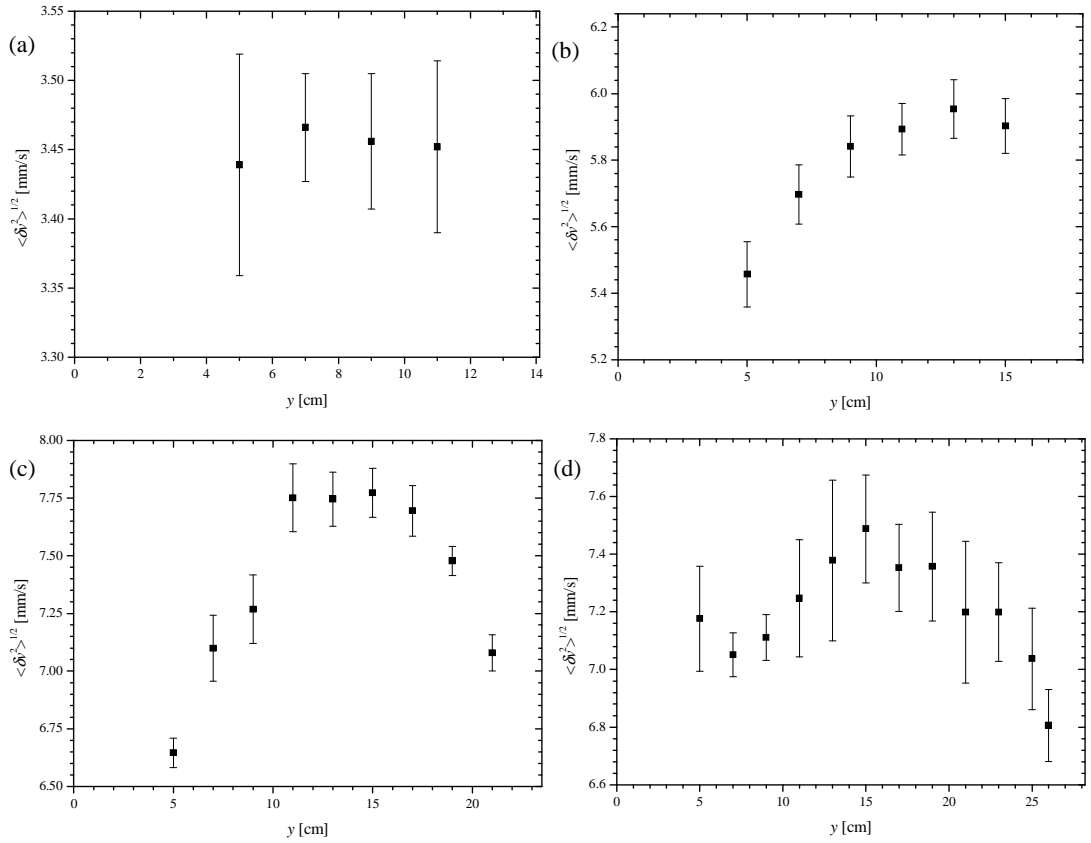 (a)
3.55
3.50
3.45
3.40
3.35
3.30
<δv²>^1/2 [mm/s]
0 2 4 6 8 10 12 14
y [cm]
(b)
6.2
6.0
5.8
5.6
5.4
5.2
<δv²>^1/2 [mm/s]
0 5 10 15
y [cm]
(c)
8.00
7.75
7.50
7.25
7.00
6.75
6.50
<δv²>^1/2 [mm/s]
0 5 10 15 20
y [cm]
(d)
7.8
7.6
7.4
7.2
7.0
6.8
6.6
<δv²>^1/2 [mm/s]
0 5 10 15 20 25
y [cm]